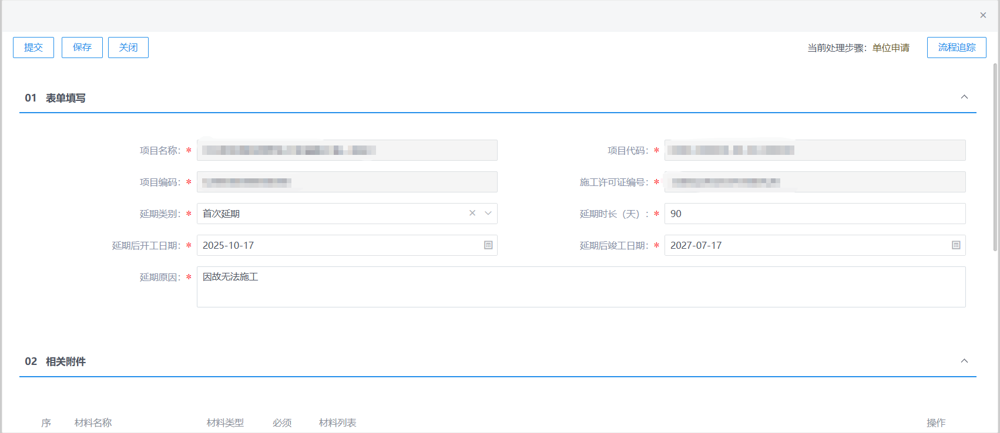 提交 保存 关闭 当前处理步骤：单位申请 流程追踪
01 表单填写
项目名称：* 项目代码：*
项目编码：* 施工许可证编号：*
延期类别：* 首次延期 延期时长（天）：* 90
延期后开工日期：* 2025-10-17 延期后竣工日期：* 2027-07-17
延期原因：* 因故无法施工
02 相关附件
序 材料名称 材料类型 必须 材料列表 操作